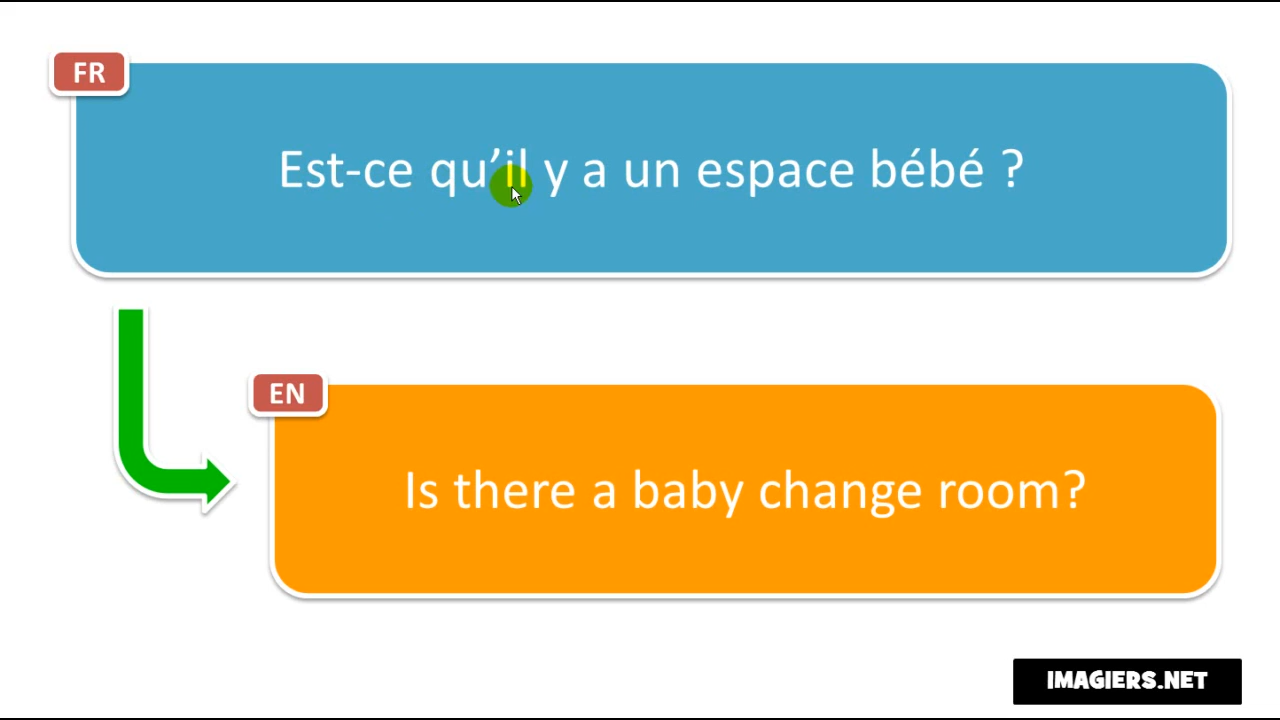 FR
Est-ce qu’il y a un espace bébé ?
EN
Is there a baby change room?
IMAGIERS.NET